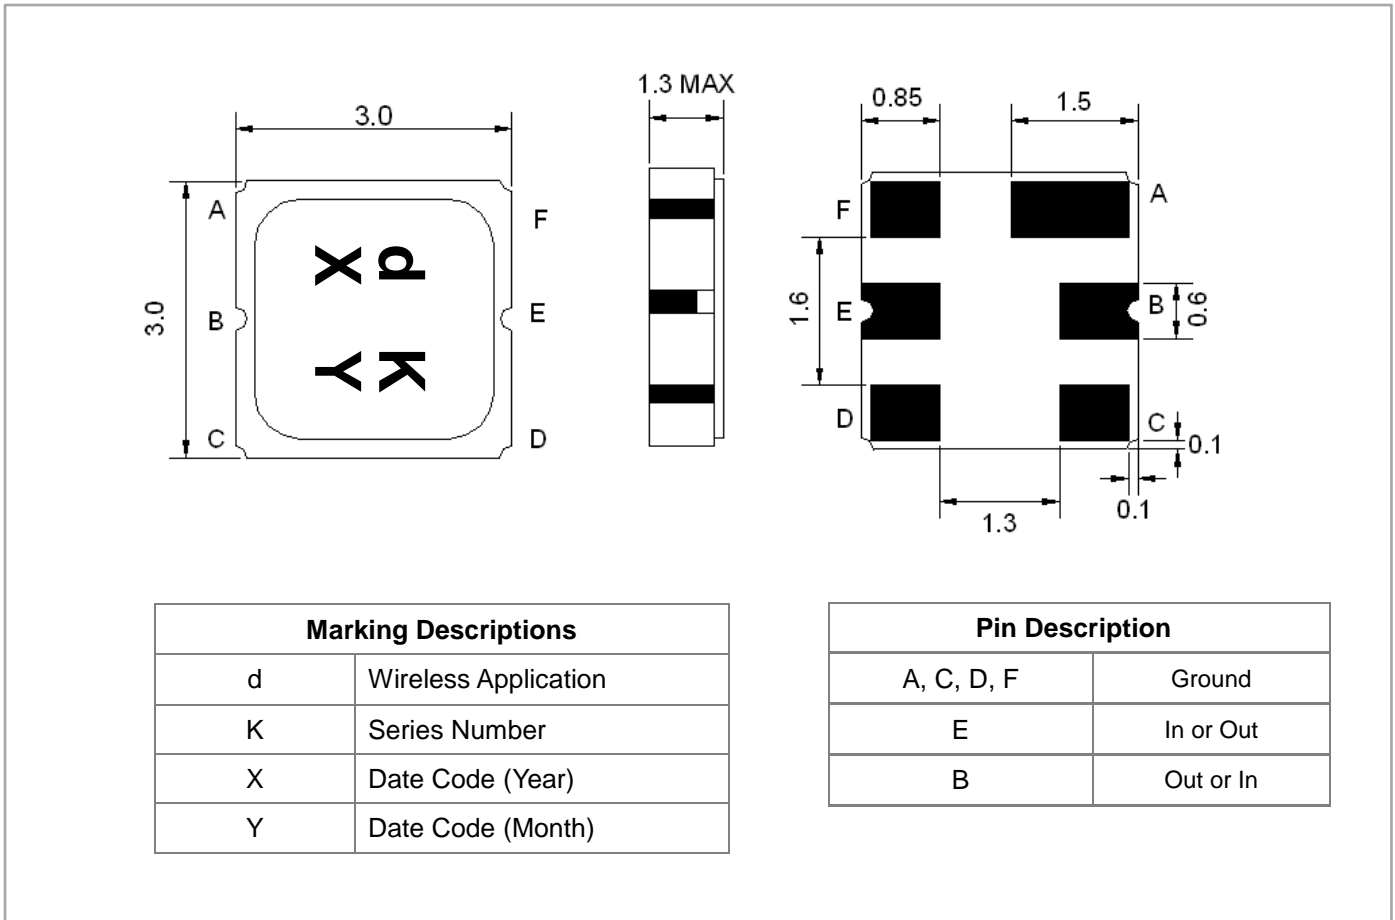 3.0
3.0
A
B
C
F
E
D
d
X
K
Y
1.3 MAX
0.85
1.5
F
E
D
A
B
C
1.6
0.6
0.1
0.1
1.3
Marking Descriptions
d Wireless Application
K Series Number
X Date Code (Year)
Y Date Code (Month)
Pin Description
A, C, D, F Ground
E In or Out
B Out or In